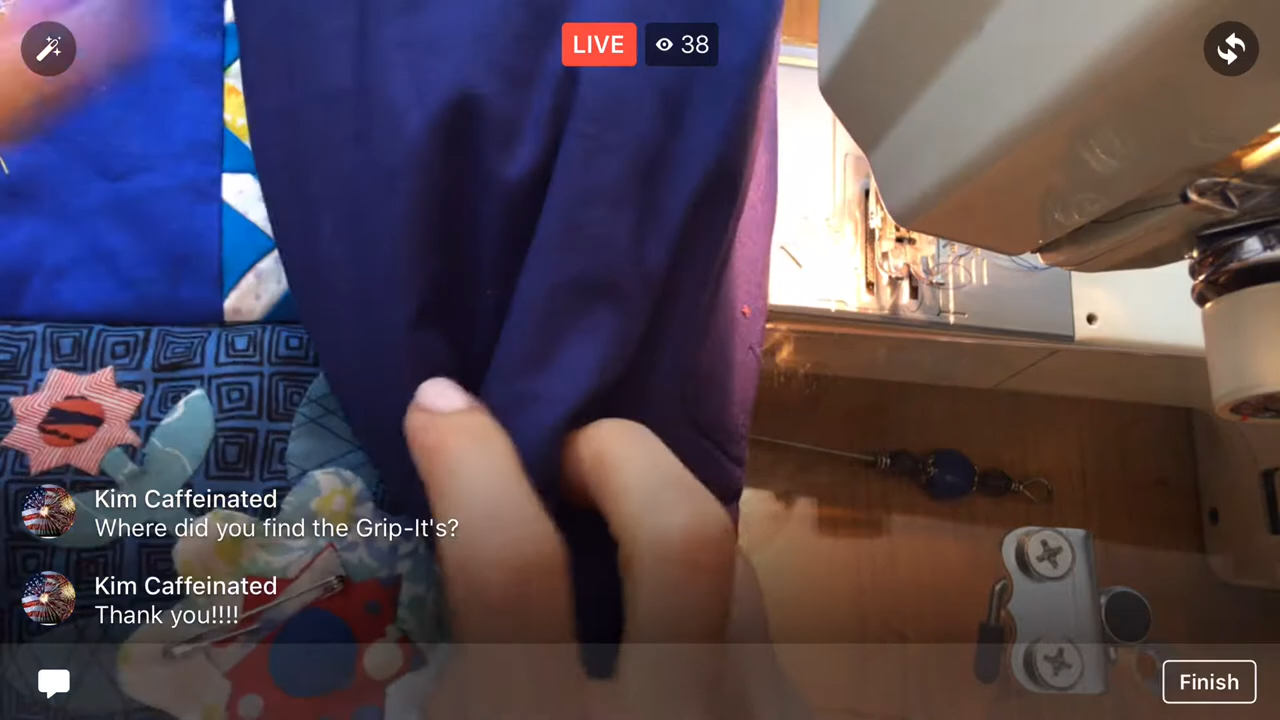 LIVE 38
Kim Caffeinated
Where did you find the Grip-It's?
Kim Caffeinated
Thank you!!!!
Finish